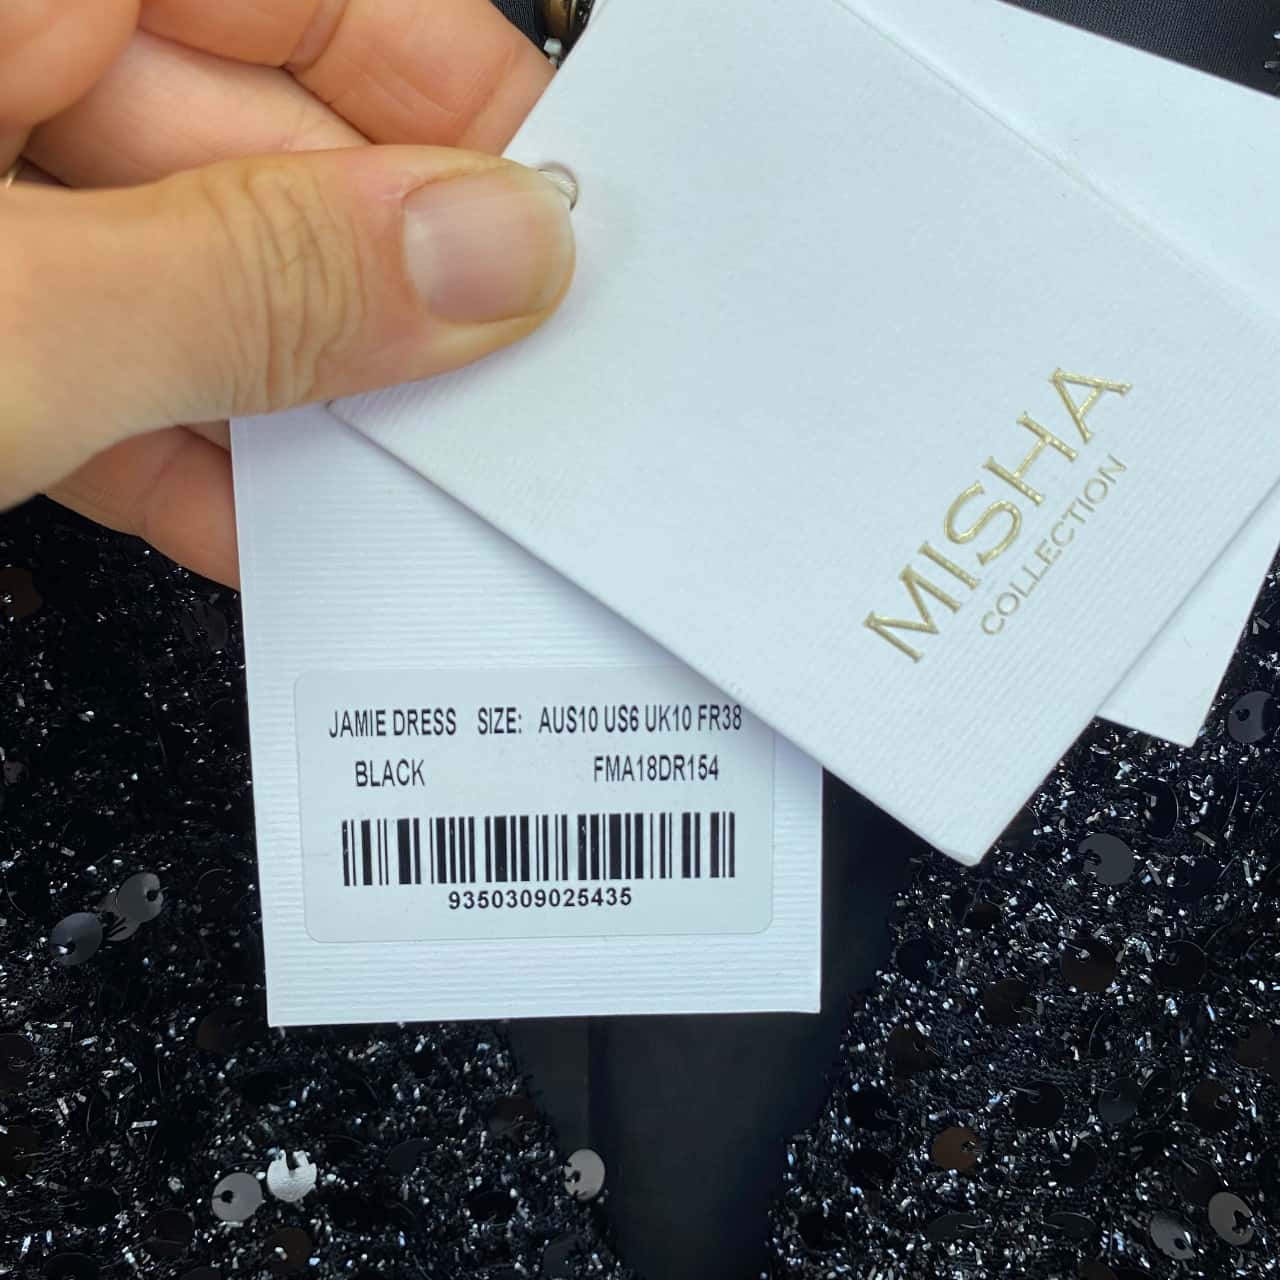 MISHA
COLLECTION
JAMIE DRESS SIZE: AUS10 US6 UK10 FR38
BLACK FMA18DR154
9350309025435